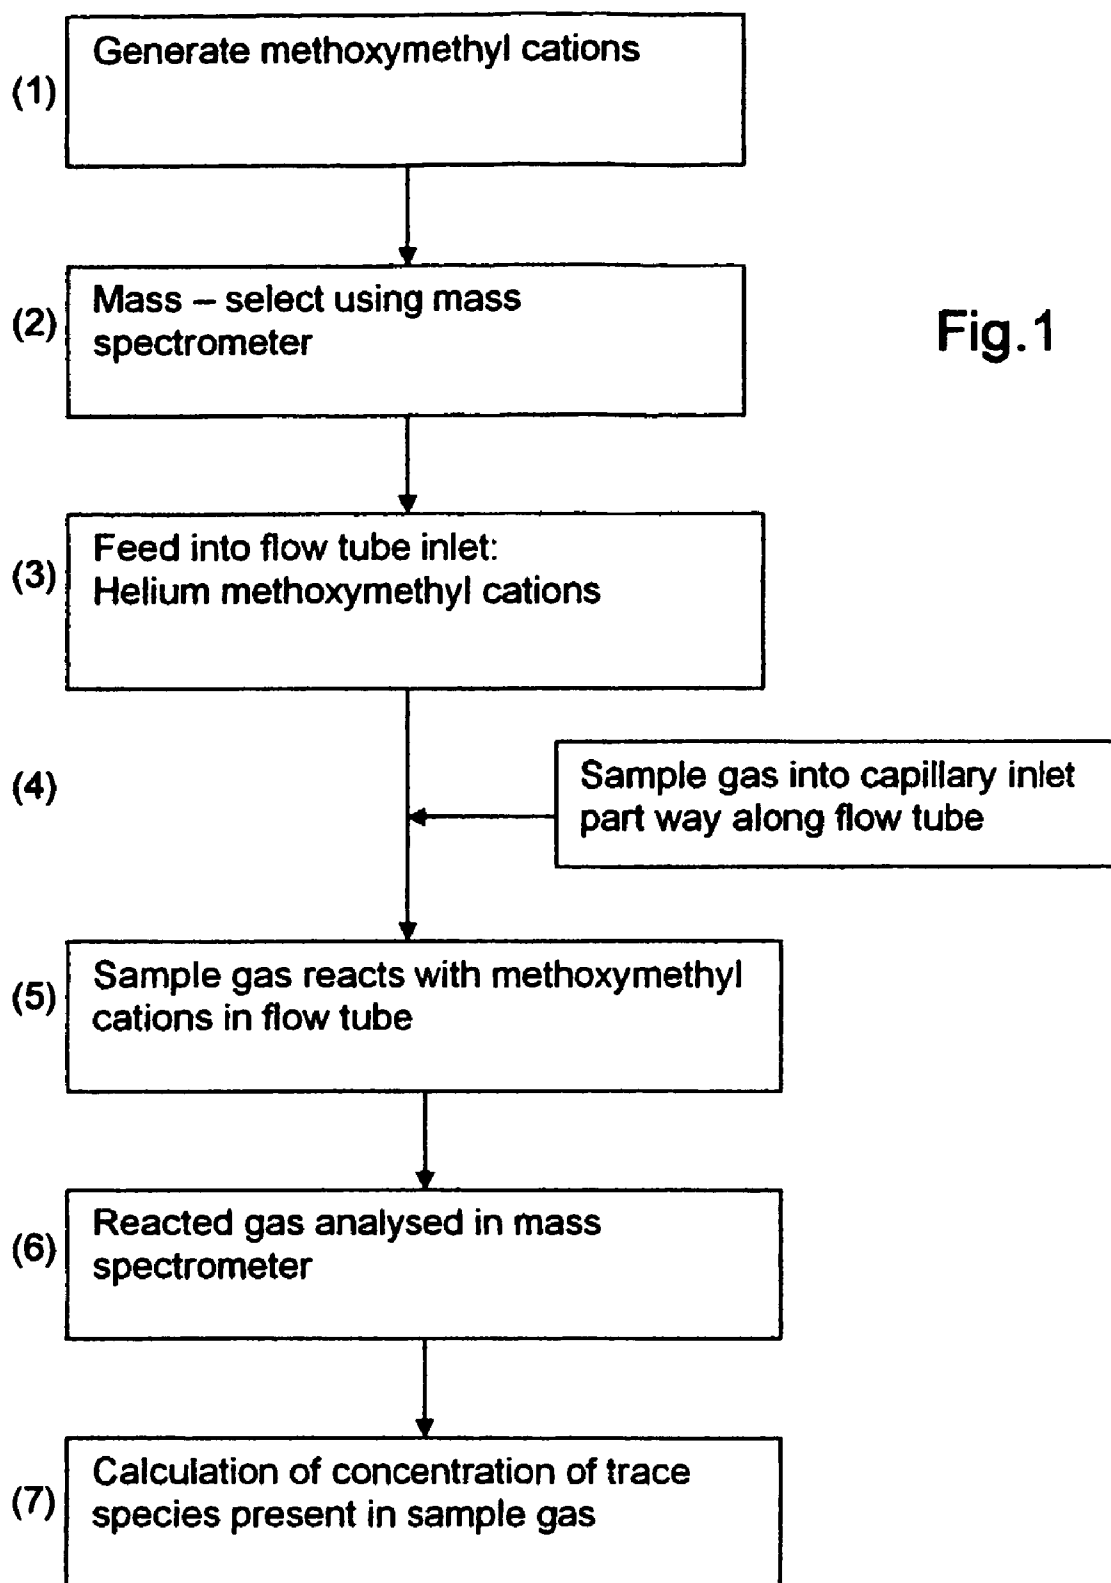 Generate methoxymethyl cations
(1)
Mass – select using mass
spectrometer
(2)
Fig.1
Feed into flow tube inlet:
Helium methoxymethyl cations
(3)
(4)
Sample gas into capillary inlet
part way along flow tube
Sample gas reacts with methoxymethyl
cations in flow tube
(5)
Reacted gas analysed in mass
spectrometer
(6)
Calculation of concentration of trace
species present in sample gas
(7)